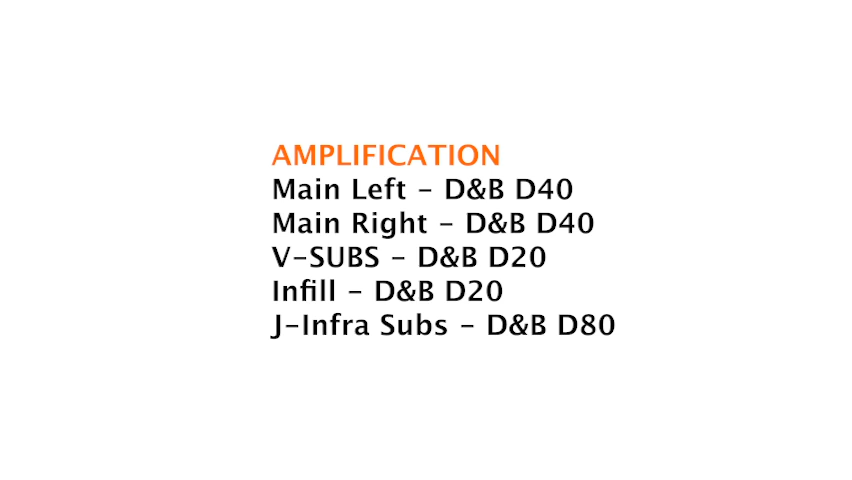 AMPLIFICATION
Main Left - D&B D40
Main Right - D&B D40
V-SUBS - D&B D20
Infill - D&B D20
J-Infra Subs - D&B D80